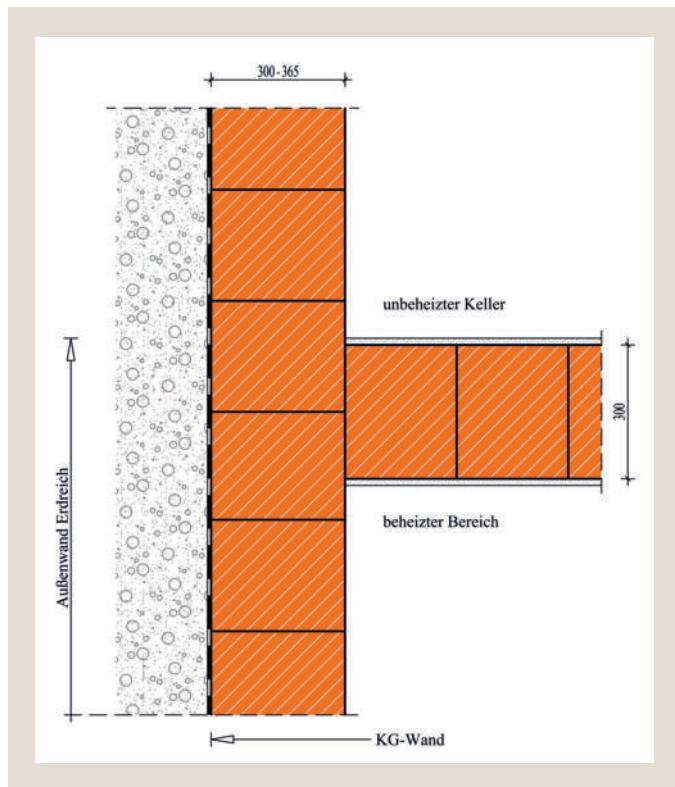 300-365
unbeheizter Keller
300
beheizter Bereich
Außenwand Erdreich
KG-Wand